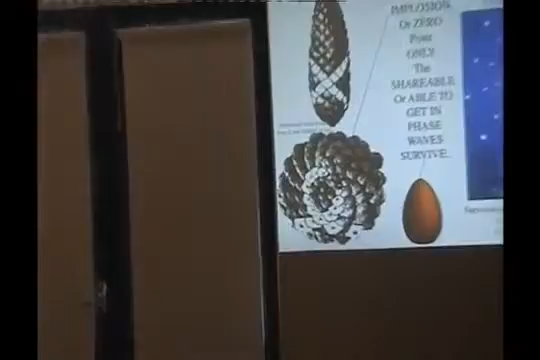 IMPLOSION
Or ZERO
Point
ONLY
The
SHAREABLE
Or ABLE TO
GET IN
PHASE
WAVES
SURVIVE..